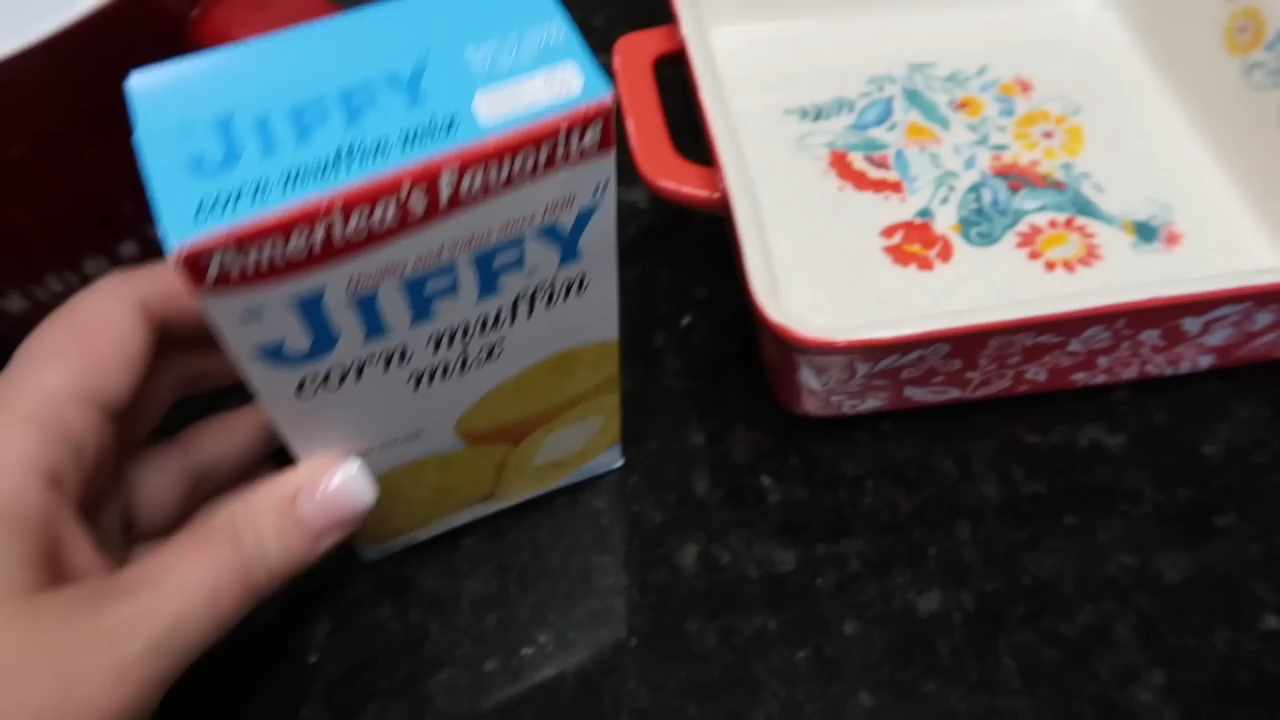 JIFFY
corn muffin mix
America's Favorite
"JIFFY"
corn muffin
mix